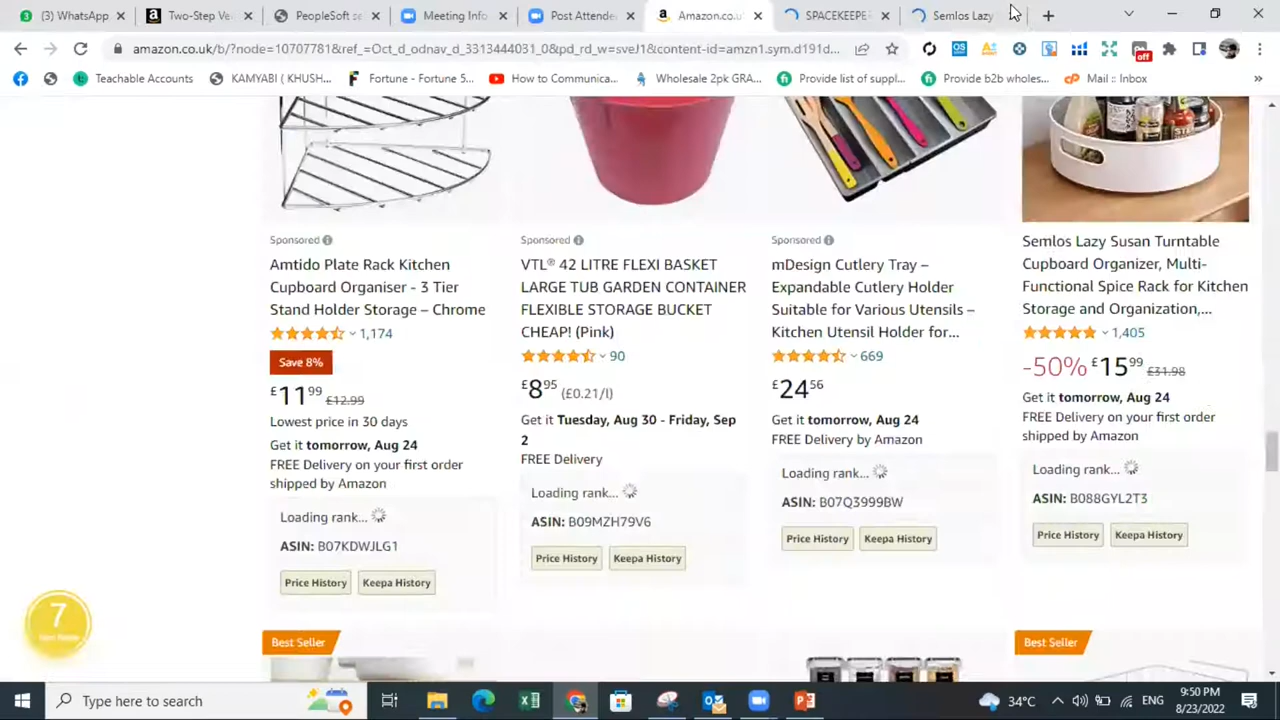 (3) WhatsApp
Two-Step Ve
PeopleSoft se
Meeting Info
Post Attende
Amazon.co.u
SPACEKEEPE
Semlos Lazy
amazon.co.uk/b/?node=10707781&ref_=Oct_d_odnav_d_3313444031_0&pd_rd_w=sveJ1&content-id=amzn1.sym.d191d...
off
Teachable Accounts
KAMYABI ( KHUSH...
Fortune - Fortune 5...
How to Communica...
Wholesale 2pk GRA...
Provide list of suppl...
Provide b2b wholes...
Mail :: Inbox
»
Sponsored
Amtido Plate Rack Kitchen
Cupboard Organiser - 3 Tier
Stand Holder Storage – Chrome
1,174
Save 8%
£11.99 £12.99
Lowest price in 30 days
Get it tomorrow, Aug 24
FREE Delivery on your first order
shipped by Amazon
Loading rank...
ASIN: B07KDWJLG1
Price History
Keepa History
Sponsored
VTL® 42 LITRE FLEXI BASKET
LARGE TUB GARDEN CONTAINER
FLEXIBLE STORAGE BUCKET
CHEAP! (Pink)
90
£8.95 (£0.21/l)
Get it Tuesday, Aug 30 - Friday, Sep
2
FREE Delivery
Loading rank...
ASIN: B09MZH79V6
Price History
Keepa History
Sponsored
mDesign Cutlery Tray –
Expandable Cutlery Holder
Suitable for Various Utensils –
Kitchen Utensil Holder for...
669
£24.56
Get it tomorrow, Aug 24
FREE Delivery by Amazon
Loading rank...
ASIN: B07Q3999BW
Price History
Keepa History
Semlos Lazy Susan Turntable
Cupboard Organizer, Multi-
Functional Spice Rack for Kitchen
Storage and Organization,...
1,405
-50% £15.99 £31.98
Get it tomorrow, Aug 24
FREE Delivery on your first order
shipped by Amazon
Loading rank...
ASIN: B088GYL2T3
Price History
Keepa History
7
Best Seller
Best Seller
Type here to search
34°C
ENG
9:50 PM
8/23/2022